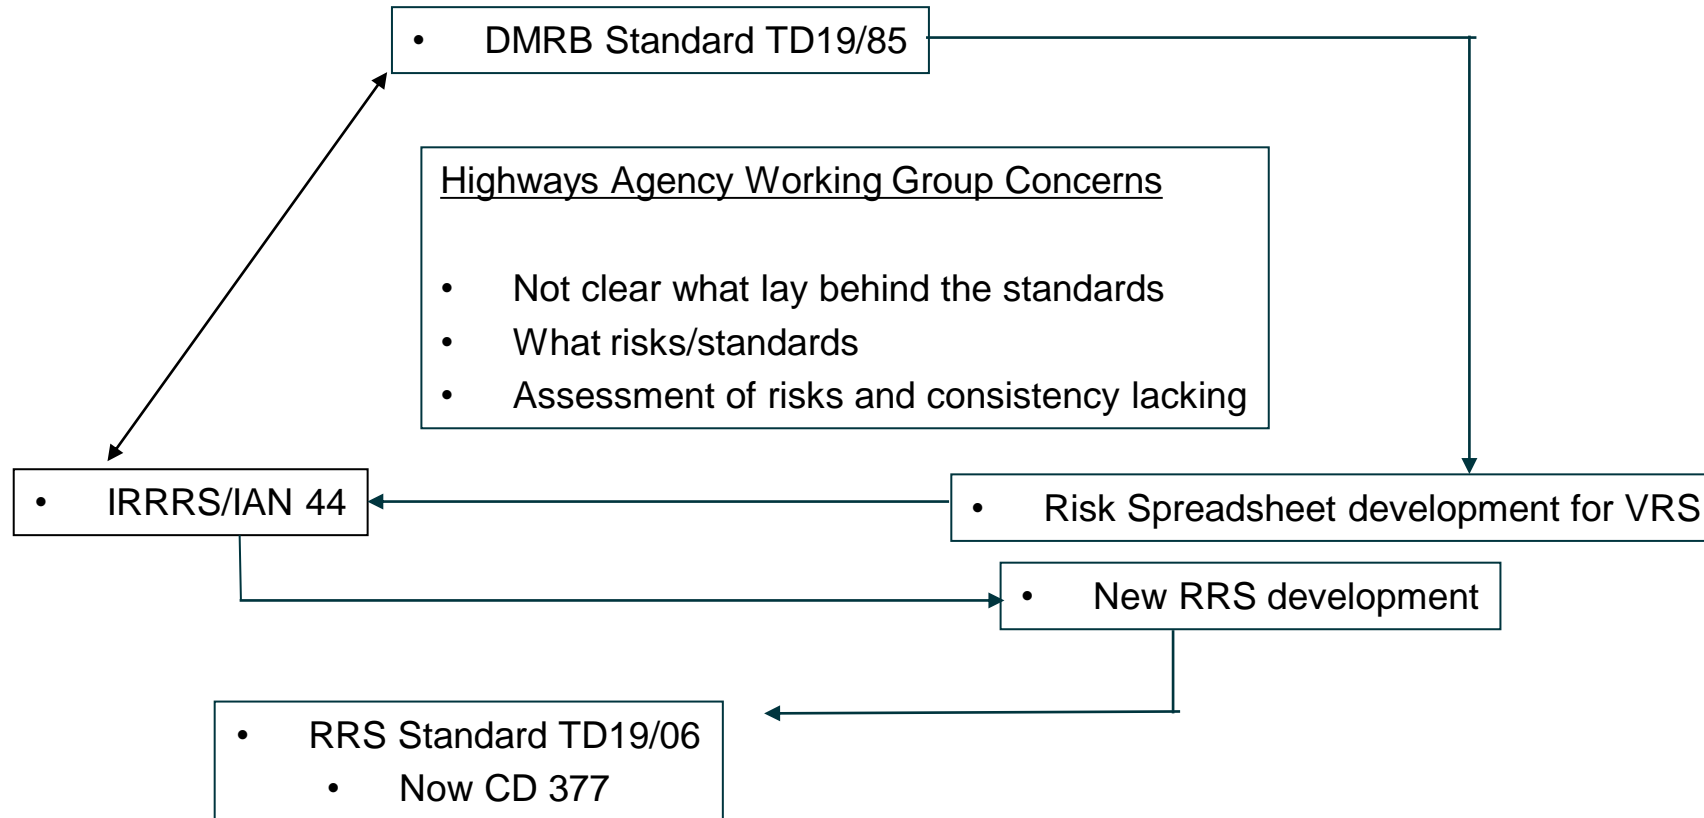 • DMRB Standard TD19/85
Highways Agency Working Group Concerns
• Not clear what lay behind the standards
• What risks/standards
• Assessment of risks and consistency lacking
• IRRRS/IAN 44
• Risk Spreadsheet development for VRS
• New RRS development
• RRS Standard TD19/06
• Now CD 377